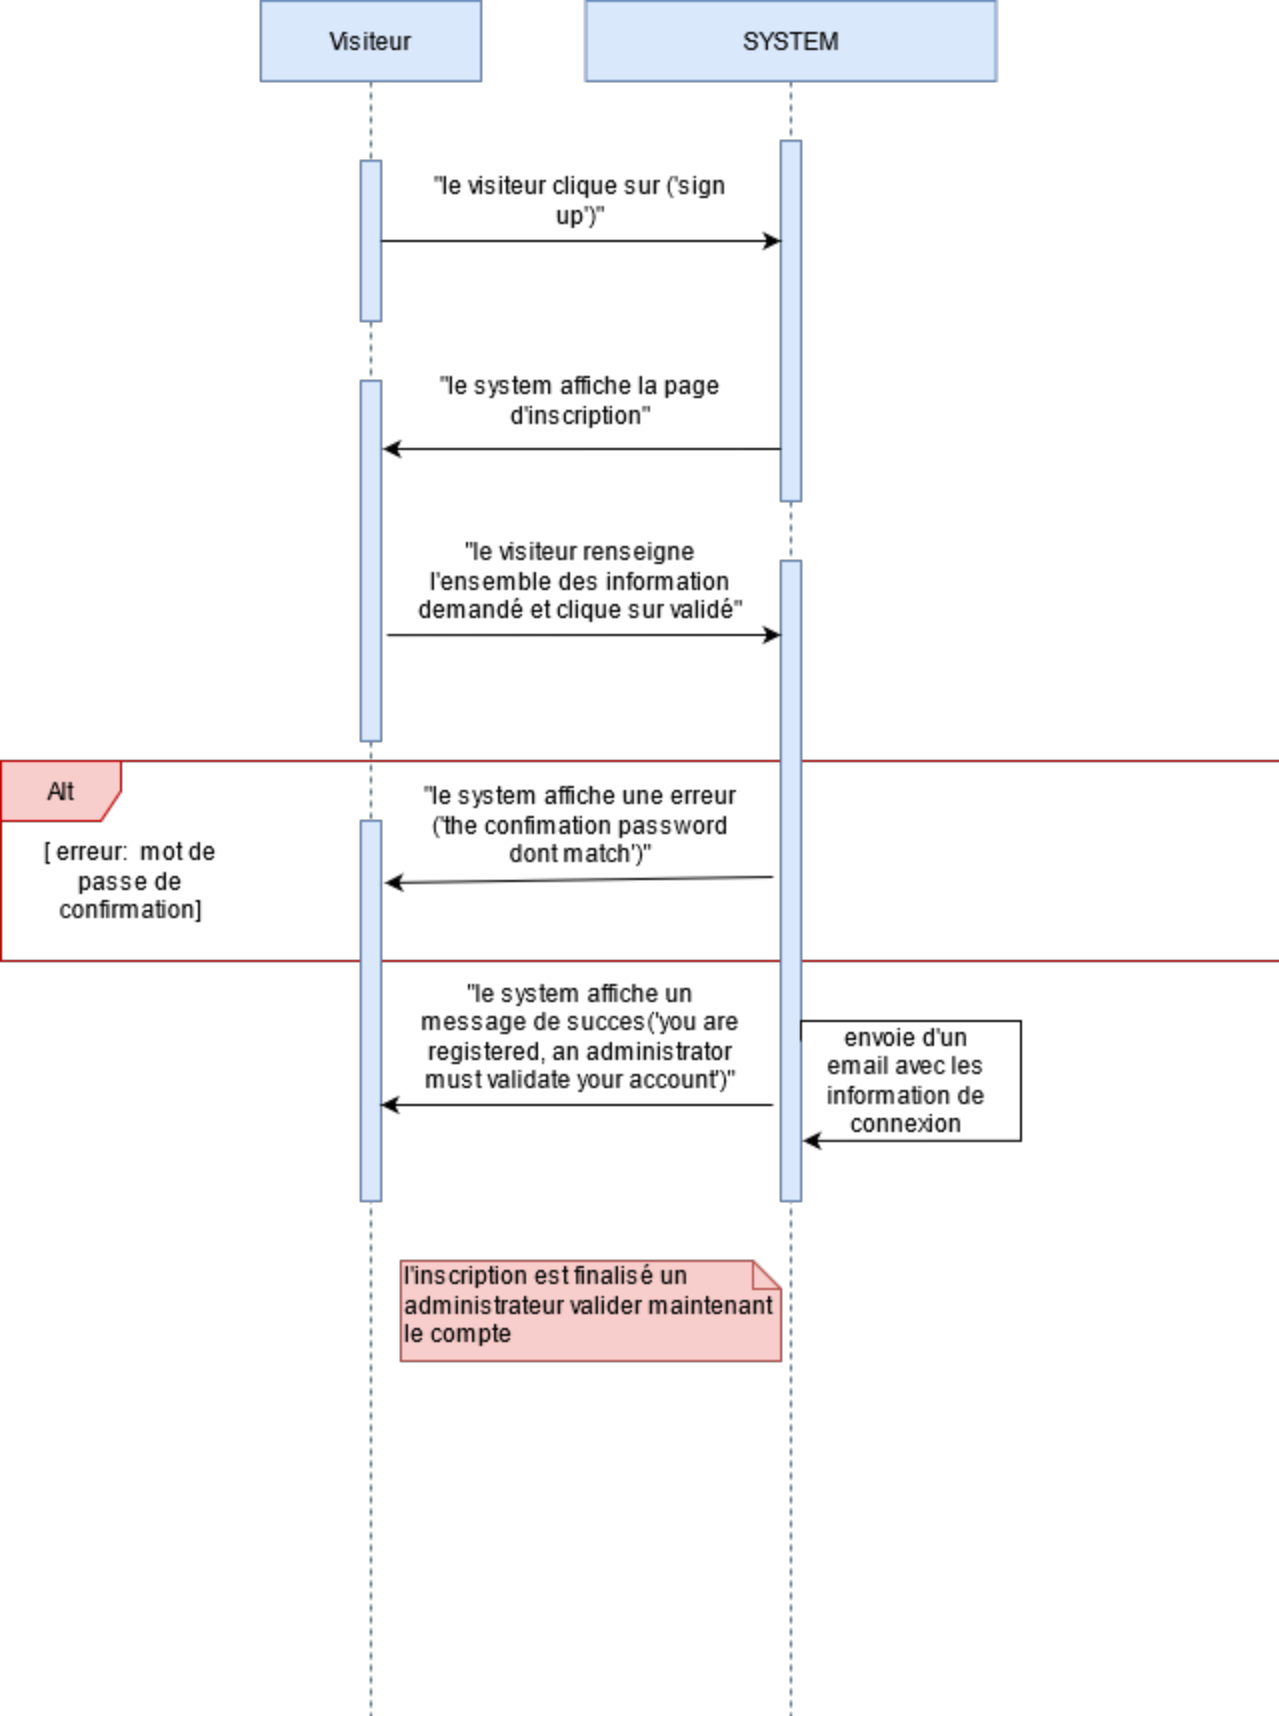 Visiteur
SYSTEM
"le visiteur clique sur ('sign
up')"
"le system affiche la page
d'inscription"
"le visiteur renseigne
l'ensemble des information
demandé et clique sur validé"
Alt
[ erreur:  mot de
passe de
confirmation]
"le system affiche une erreur
('the confimation password
dont match')"
"le system affiche un
message de succes('you are
registered, an administrator
must validate your account')"
envoie d'un
email avec les
information de
connexion
l'inscription est finalisé un
administrateur valider maintenant
le compte